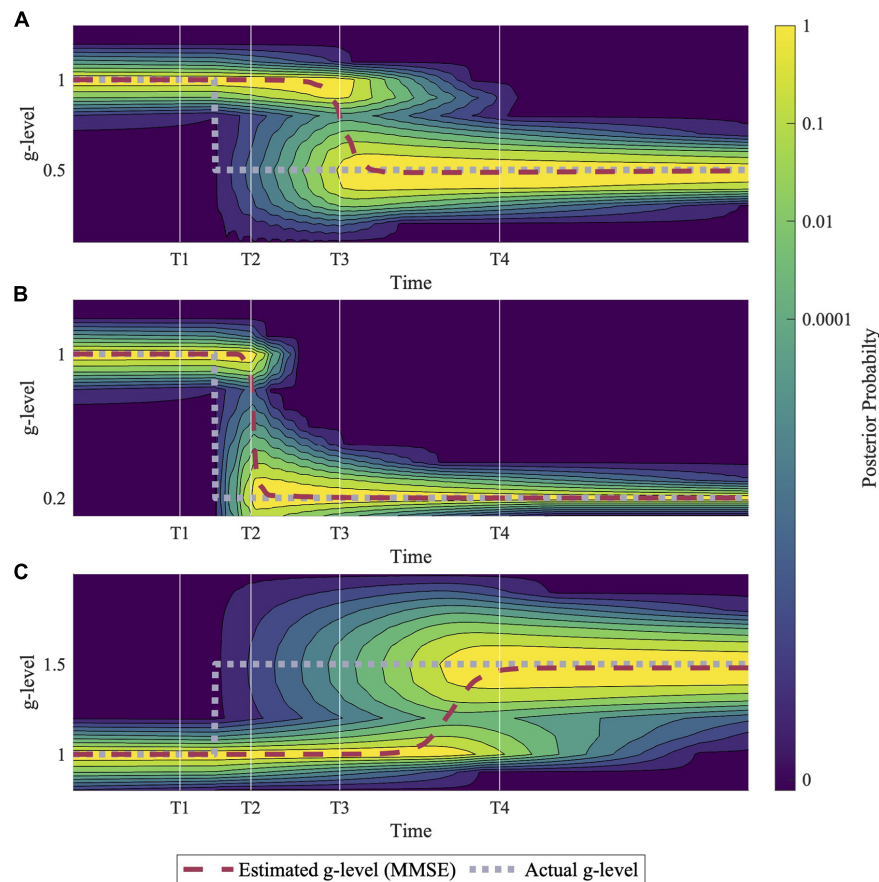 A
g-level
1
0.5
T1 T2 T3 T4
Time
B
g-level
1
0.2
T1 T2 T3 T4
Time
C
g-level
1.5
1
T1 T2 T3 T4
Time
1
0.1
0.01
0.0001
0
Posterior Probabilty
Estimated g-level (MMSE) Actual g-level